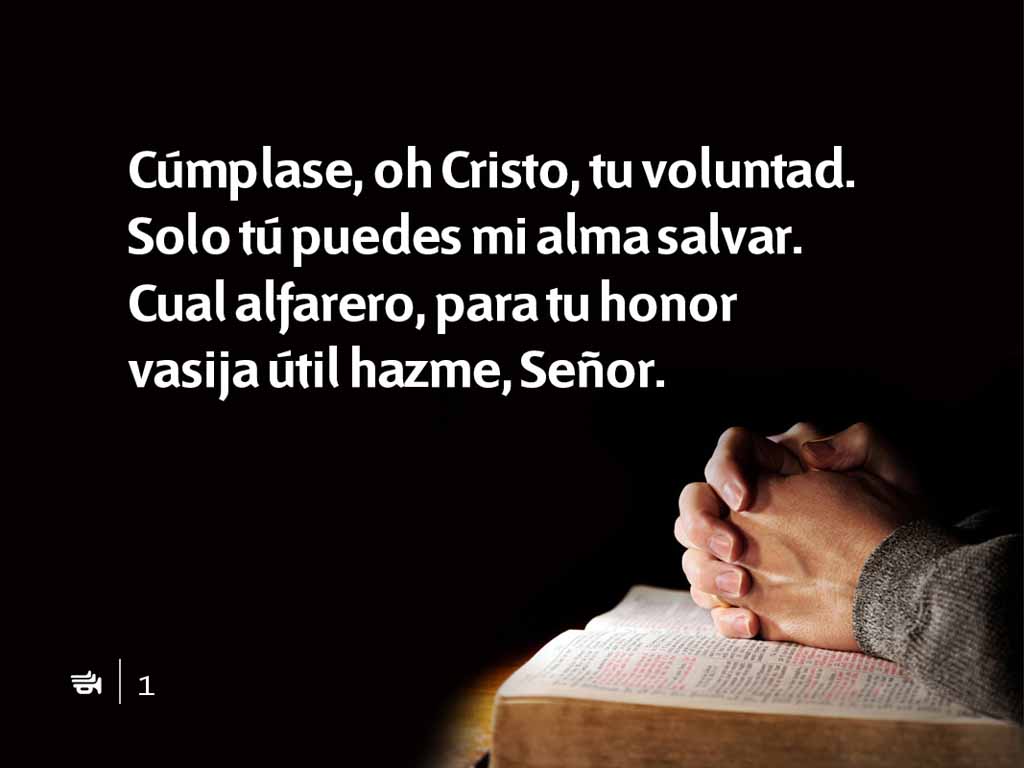 Cúmplase, oh Cristo, tu voluntad.
Solo tú puedes mi alma salvar.
Cual alfarero, para tu honor
vasija útil hazme, Señor.
1